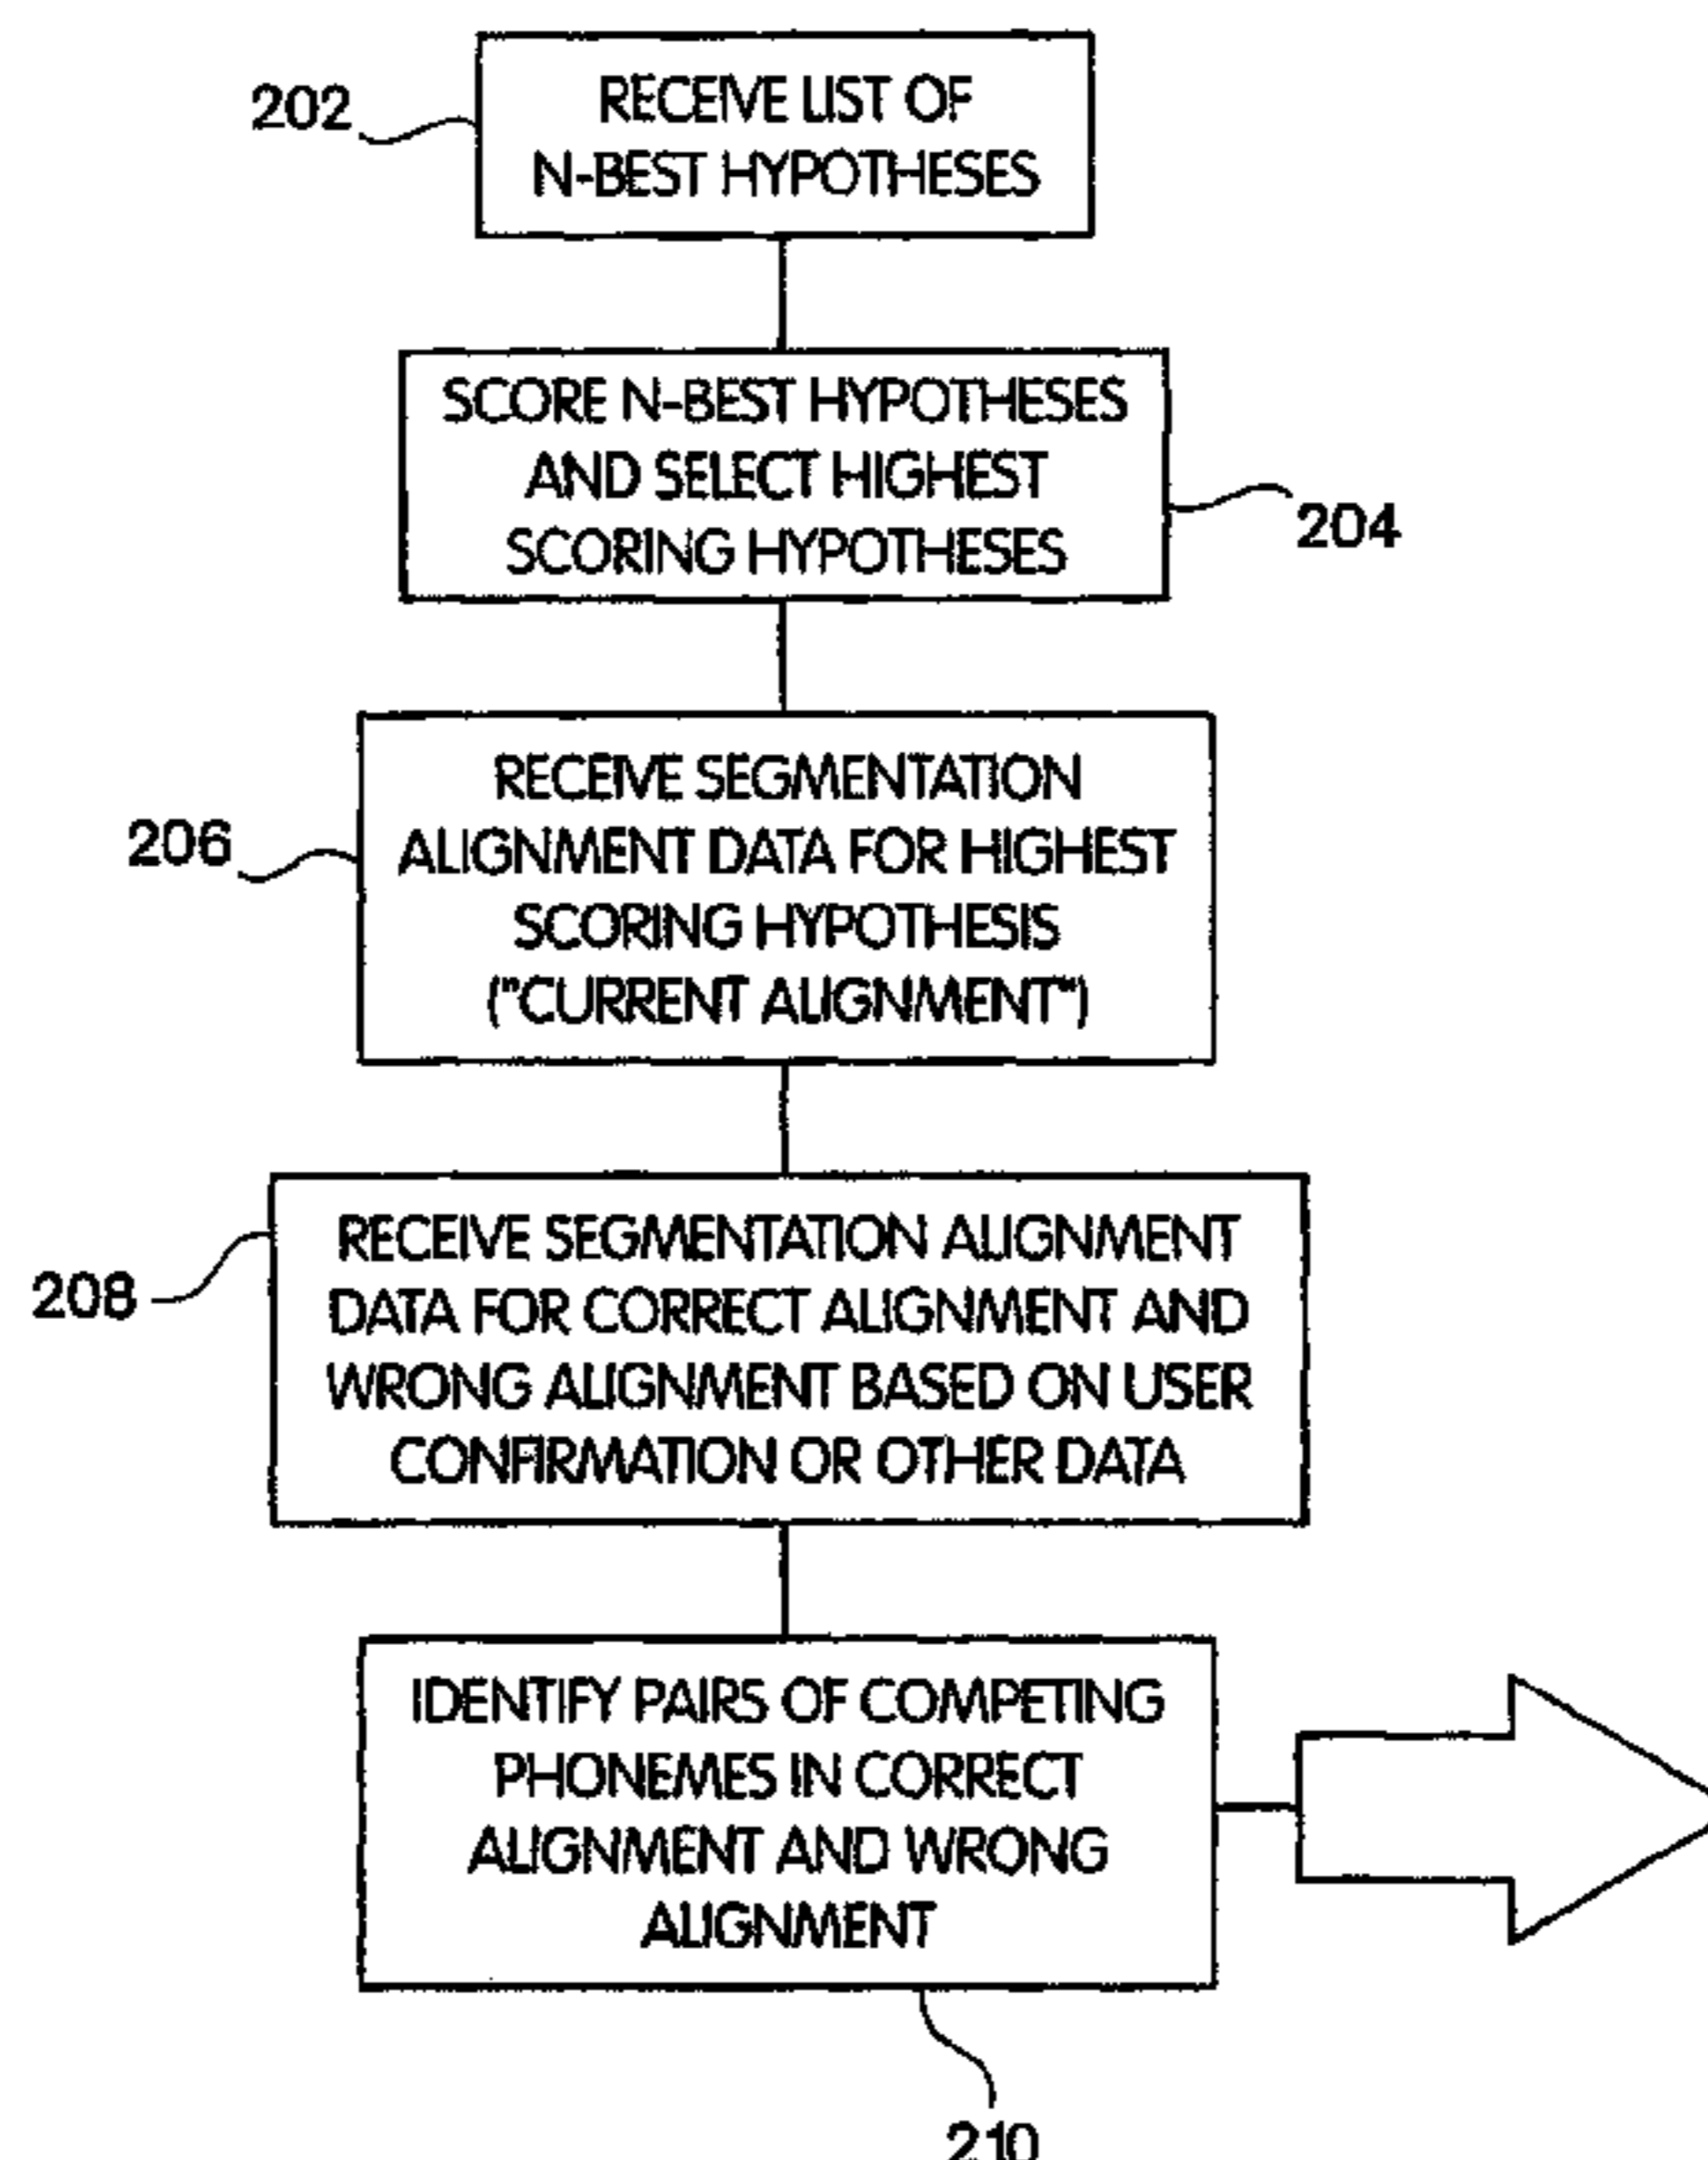 202
RECEIVE LIST OF
N-BEST HYPOTHESES
SCORE N-BEST HYPOTHESES
AND SELECT HIGHEST
SCORING HYPOTHESES
204
206
RECEIVE SEGMENTATION
ALIGNMENT DATA FOR HIGHEST
SCORING HYPOTHESIS
("CURRENT ALIGNMENT")
208
RECEIVE SEGMENTATION ALIGNMENT
DATA FOR CORRECT ALIGNMENT AND
WRONG ALIGNMENT BASED ON USER
CONFIRMATION OR OTHER DATA
IDENTIFY PAIRS OF COMPETING
PHONEMES IN CORRECT
ALIGNMENT AND WRONG
ALIGNMENT
210